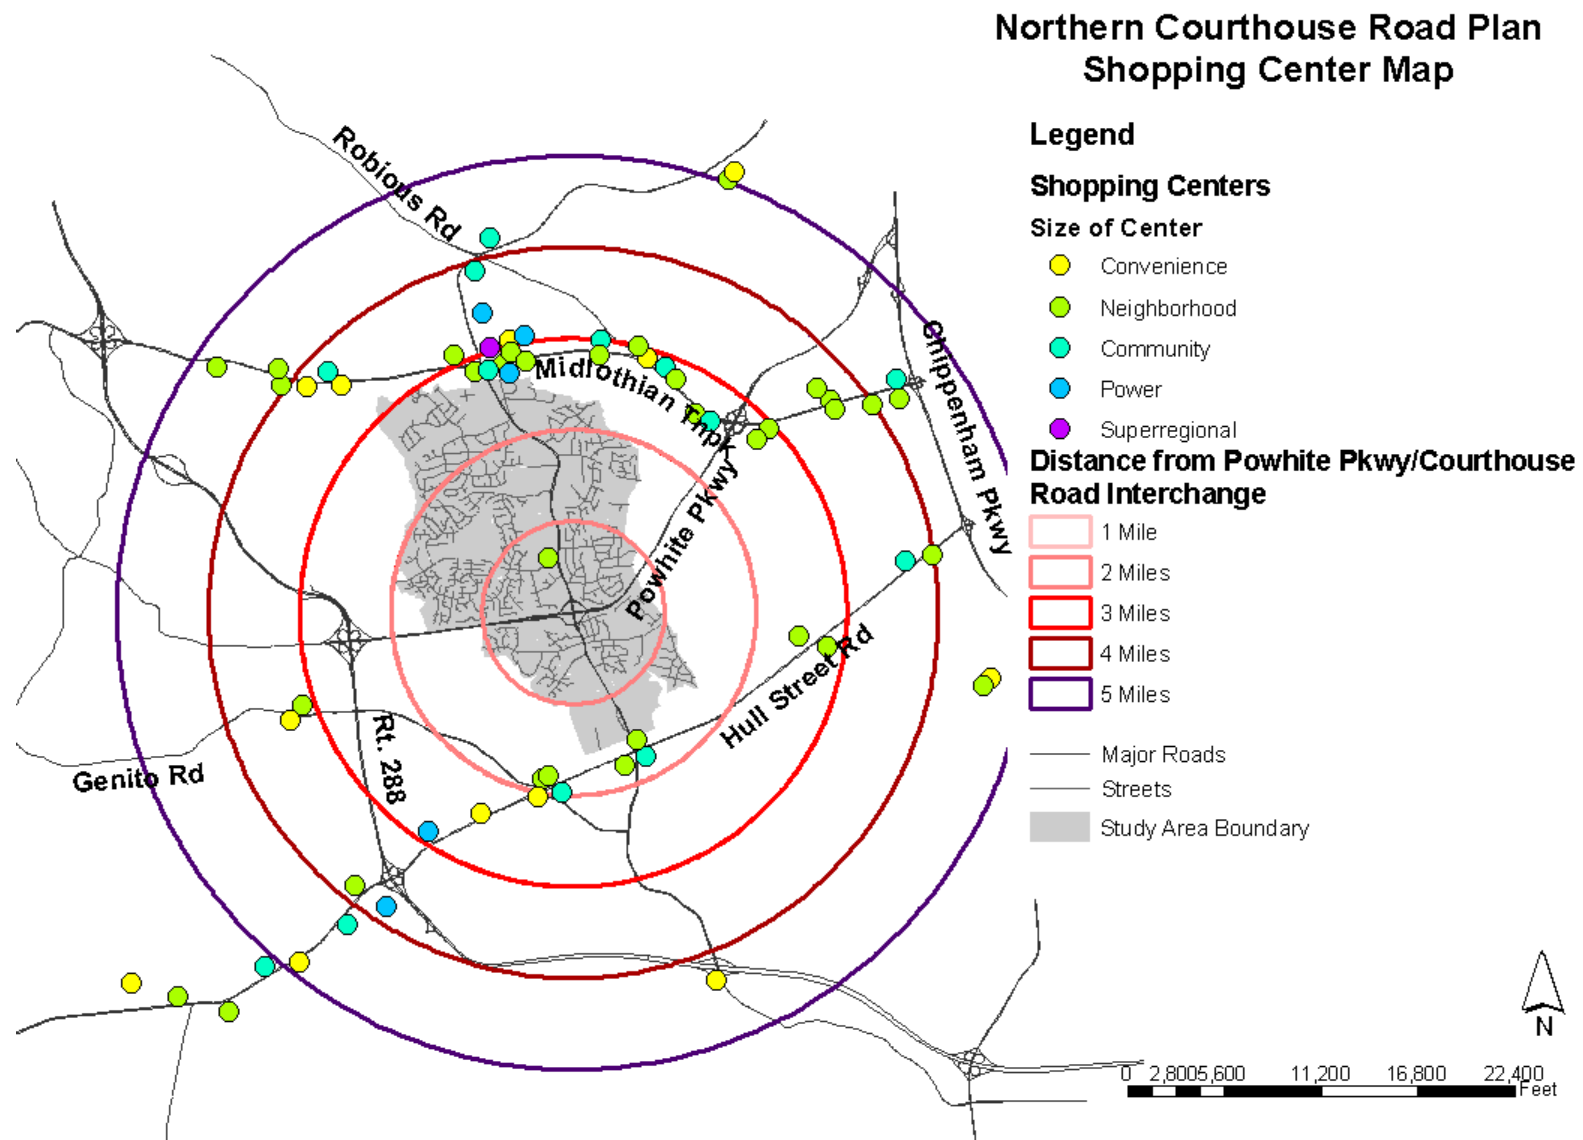 Northern Courthouse Road Plan
Shopping Center Map
Legend
Shopping Centers
Size of Center
Convenience
Neighborhood
Community
Power
Superregional
Distance from Powhite Pkwy/Courthouse
Road Interchange
1 Mile
2 Miles
3 Miles
4 Miles
5 Miles
Major Roads
Streets
Study Area Boundary
Robious Rd
Midlothian Tnpk
Chippenham Pkwy
Powhite Pkwy
Hull Street Rd
Rt. 288
Genito Rd
N
0 2,800 5,600 11,200 16,800 22,400
Feet